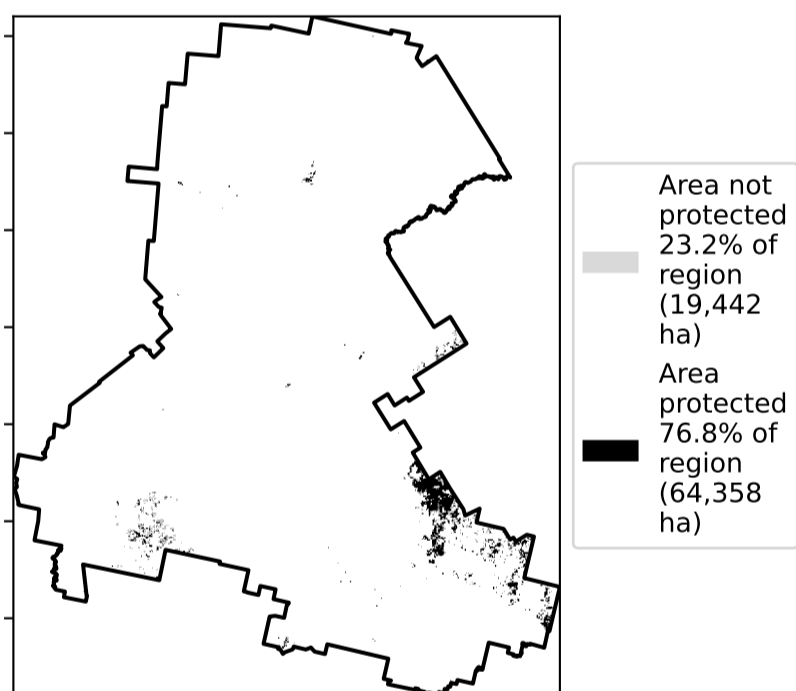 Area not
protected
23.2% of
region
(19,442
ha)
Area
protected
76.8% of
region
(64,358
ha)